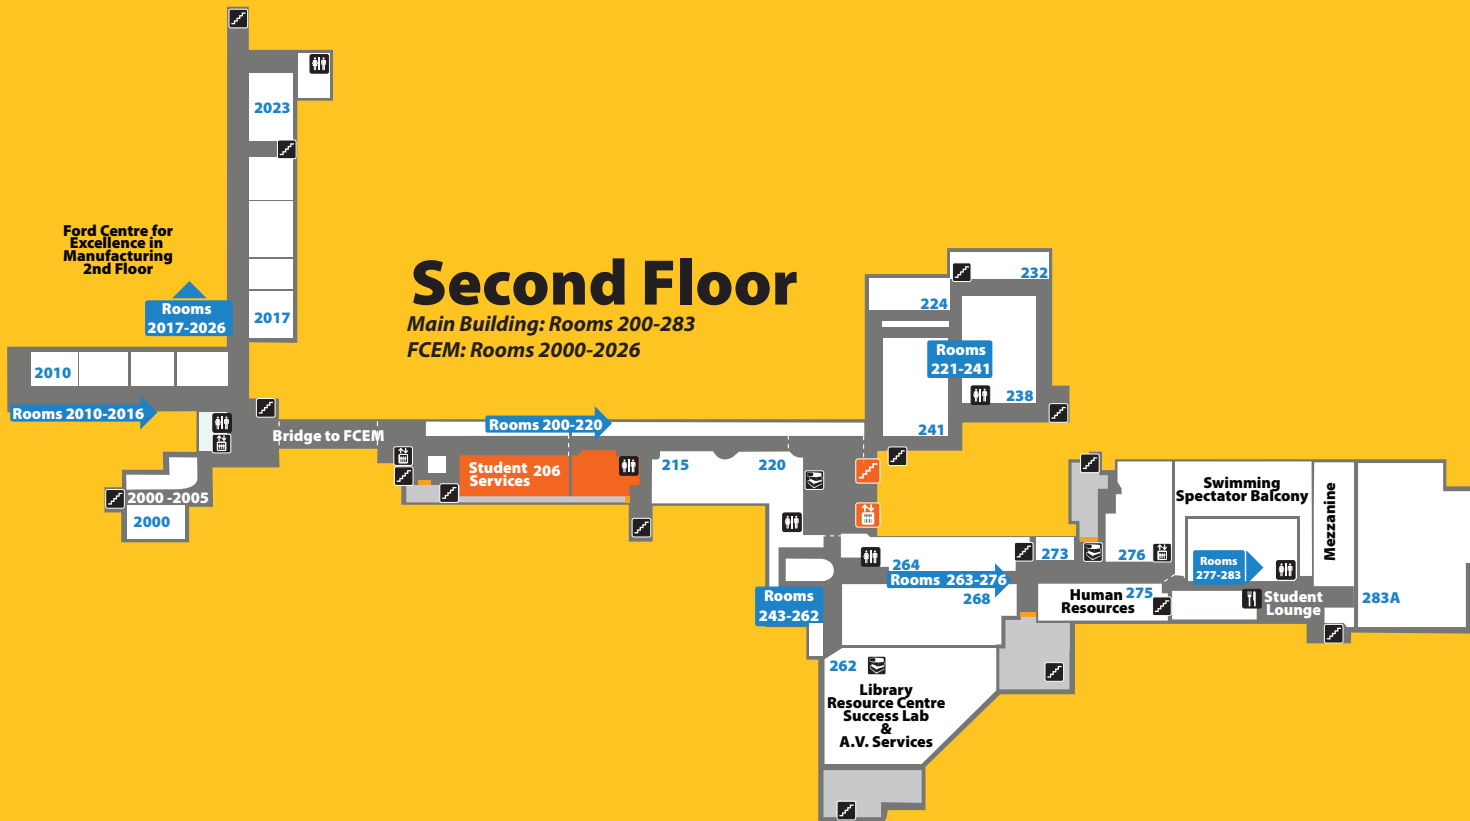 2023
Ford Centre for
Excellence in
Manufacturing
2nd Floor
Rooms
2017-2026
2017
2010
Rooms 2010-2016
Second Floor
Main Building: Rooms 200-283
FCEM: Rooms 2000-2026
Bridge to FCEM
2000 -2005
2000
Rooms 200-220
Student
Services
206
215
220
232
224
Rooms
221-241
238
241
264
Rooms 263-276
268
Rooms
243-262
262
Library
Resource Centre
Success Lab
&
A.V. Services
273
276
Human
Resources
275
Swimming
Spectator Balcony
Rooms
277-283
Mezzanine
Student
Lounge
283A